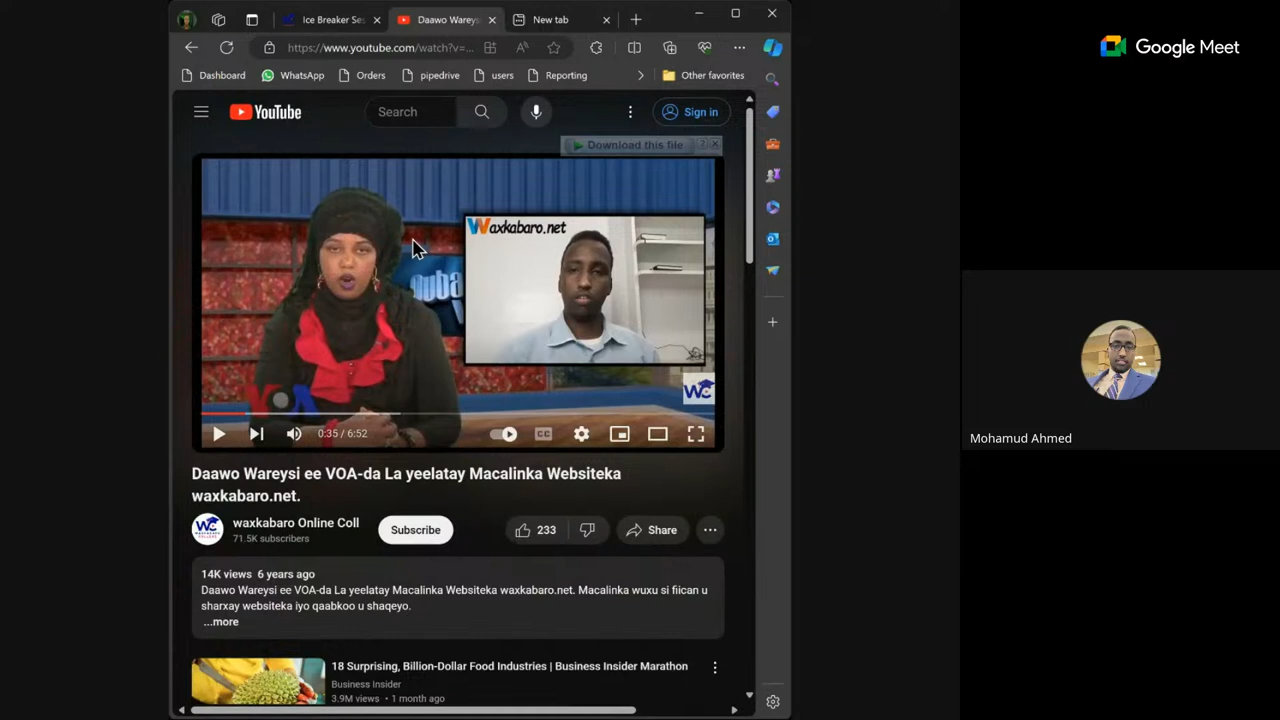 Ice Breaker Ses
Daawo Wareys
New tab
Google Meet
https://www.youtube.com/watch?v=...
Dashboard
WhatsApp
Orders
pipedrive
users
Reporting
Other favorites
YouTube
Search
Sign in
Download this file
?
Waxkabaro.net
Duba
WC
0:35 / 6:52
CC
Daawo Wareysi ee VOA-da La yeelatay Macalinka Websiteka
waxkabaro.net.
WC
waxkabaro Online Coll
71.5K subscribers
Subscribe
233
Share
14K views 6 years ago
Daawo Wareysi ee VOA-da La yeelatay Macalinka Websiteka waxkabaro.net. Macalinka wuxu si fiican u
sharxay websiteka iyo qaabkoo u shaqeyo.
...more
18 Surprising, Billion-Dollar Food Industries | Business Insider Marathon
Business Insider
3.9M views • 1 month ago
Mohamud Ahmed